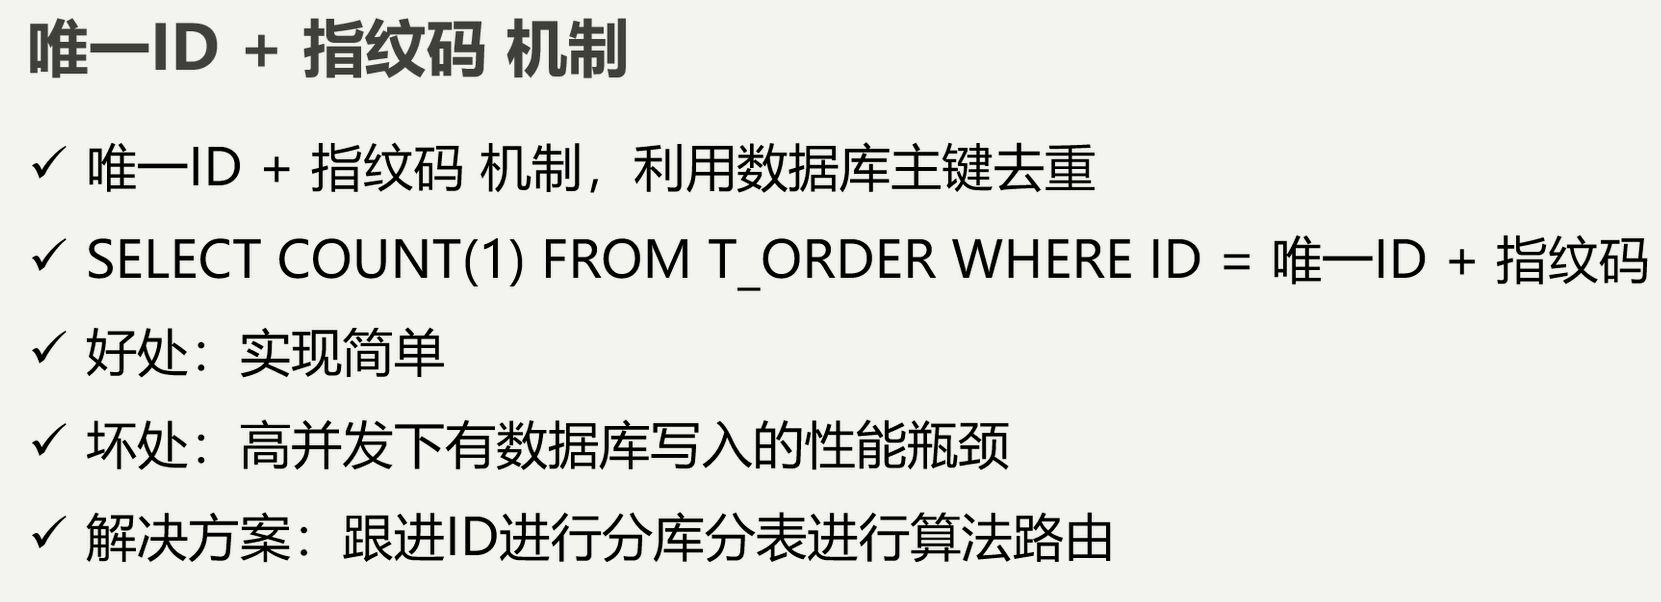 唯一ID + 指纹码 机制
✓ 唯一ID + 指纹码 机制，利用数据库主键去重
✓ SELECT COUNT(1) FROM T_ORDER WHERE ID = 唯一ID + 指纹码
✓ 好处：实现简单
✓ 坏处：高并发下有数据库写入的性能瓶颈
✓ 解决方案：跟进ID进行分库分表进行算法路由